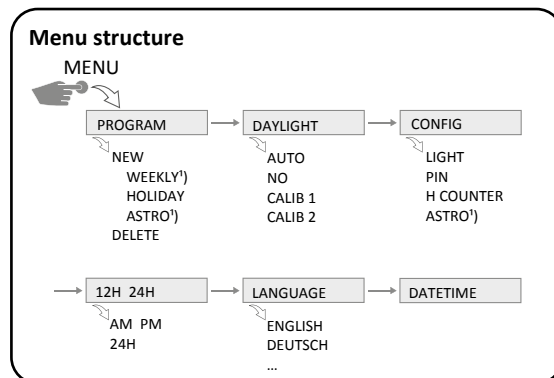 Menu structure
MENU
PROGRAM
NEW
WEEKLY¹)
HOLIDAY
ASTRO¹)
DELETE
DAYLIGHT
AUTO
NO
CALIB 1
CALIB 2
CONFIG
LIGHT
PIN
H COUNTER
ASTRO¹)
12H 24H
AM PM
24H
LANGUAGE
ENGLISH
DEUTSCH
...
DATETIME